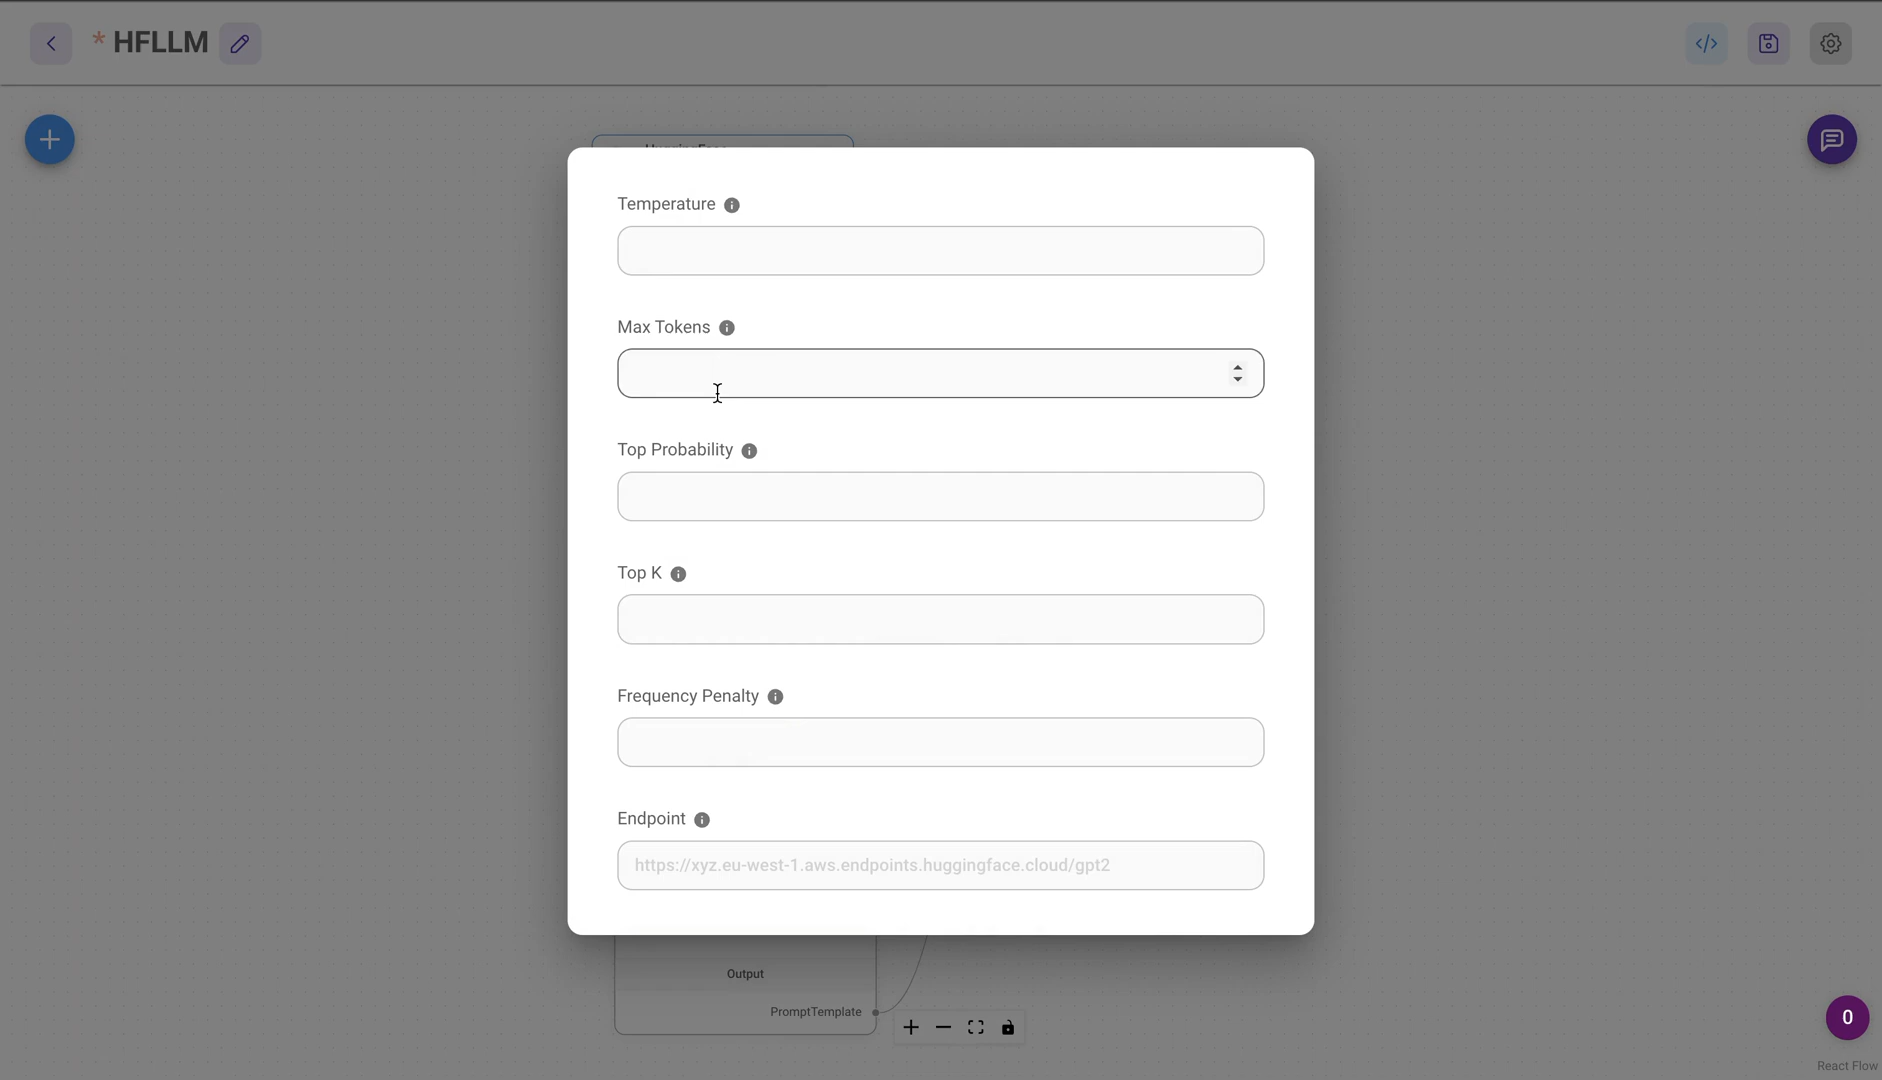 * HFLLM
</>
HuggingFace
Temperature
Max Tokens
Top Probability
Top K
Frequency Penalty
Endpoint
https://xyz.eu-west-1.aws.endpoints.huggingface.cloud/gpt2
Output
PromptTemplate
0
React Flow